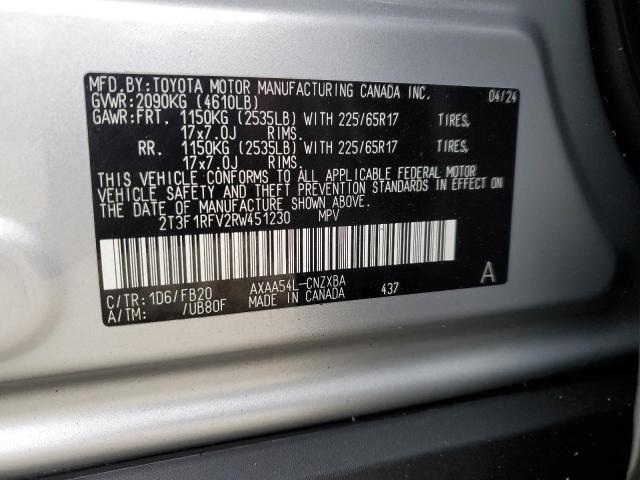 MFD.BY:TOYOTA MOTOR MANUFACTURING CANADA INC. 04/24
GVWR:2090KG (4610LB)
GAWR:FRT. 1150KG (2535LB) WITH 225/65R17 TIRES,
17x7.0J RIMS.
RR. 1150KG (2535LB) WITH 225/65R17 TIRES,
17x7.0J RIMS.
THIS VEHICLE CONFORMS TO ALL APPLICABLE FEDERAL MOTOR
VEHICLE SAFETY AND THEFT PREVENTION STANDARDS IN EFFECT ON
THE DATE OF MANUFACTURE SHOWN ABOVE.
2T3F1RFV2RW451230 MPV
C/TR:1D6/FB20 AXAA54L-CNZXBA 437 A
A/TM: /UB80F MADE IN CANADA